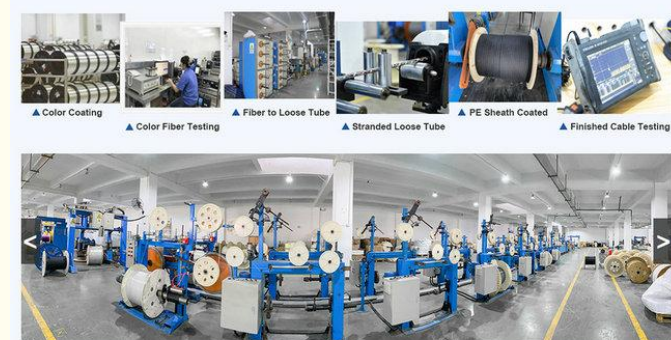 ▲ Color Coating
▲ Color Fiber Testing
▲ Fiber to Loose Tube
▲ Stranded Loose Tube
▲ PE Sheath Coated
▲ Finished Cable Testing